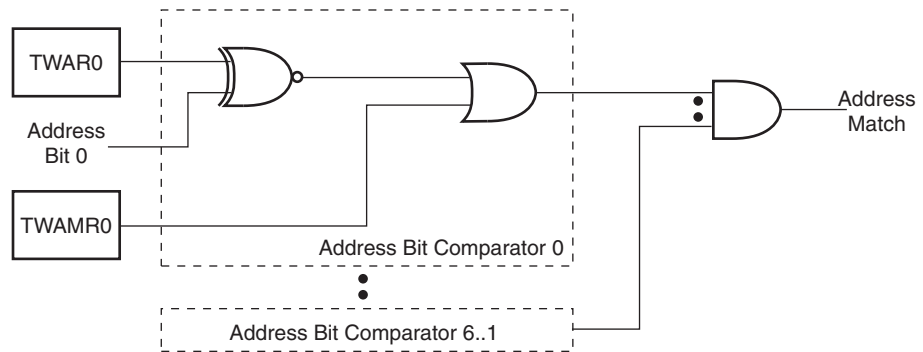 TWAR0
Address
Bit 0
TWAMR0
Address Bit Comparator 0
Address Bit Comparator 6..1
Address
Match